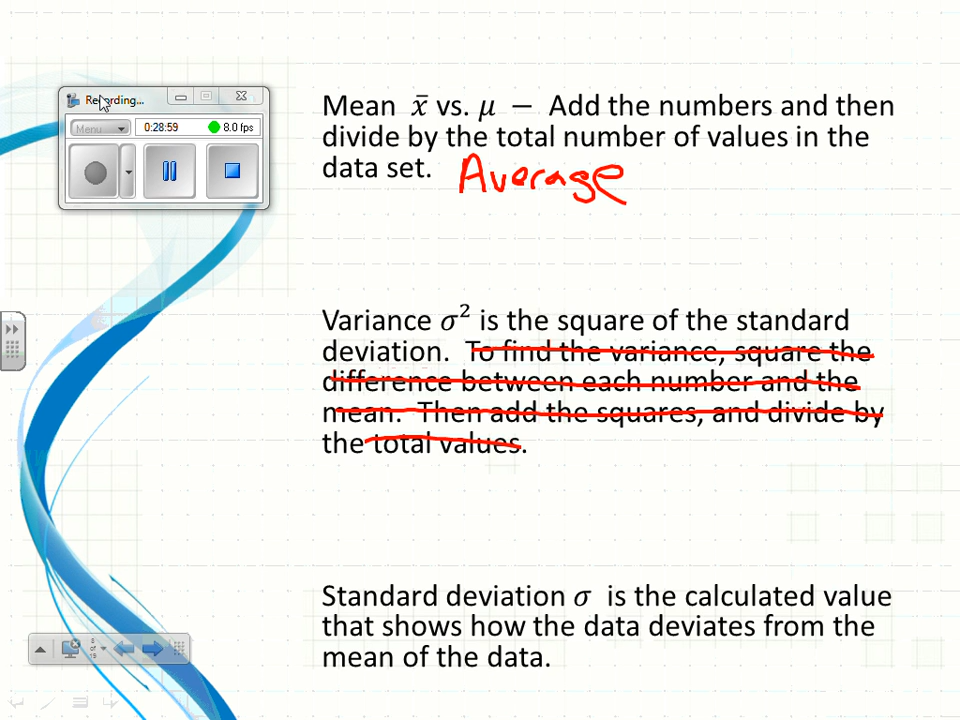 Recording...
Menu
0:28:59
8.0 fps
Mean x̄ vs. μ − Add the numbers and then
divide by the total number of values in the
data set. Average
Variance σ² is the square of the standard
deviation. To find the variance, square the
difference between each number and the
mean. Then add the squares, and divide by
the total values.
Standard deviation σ is the calculated value
that shows how the data deviates from the
mean of the data.
of
19